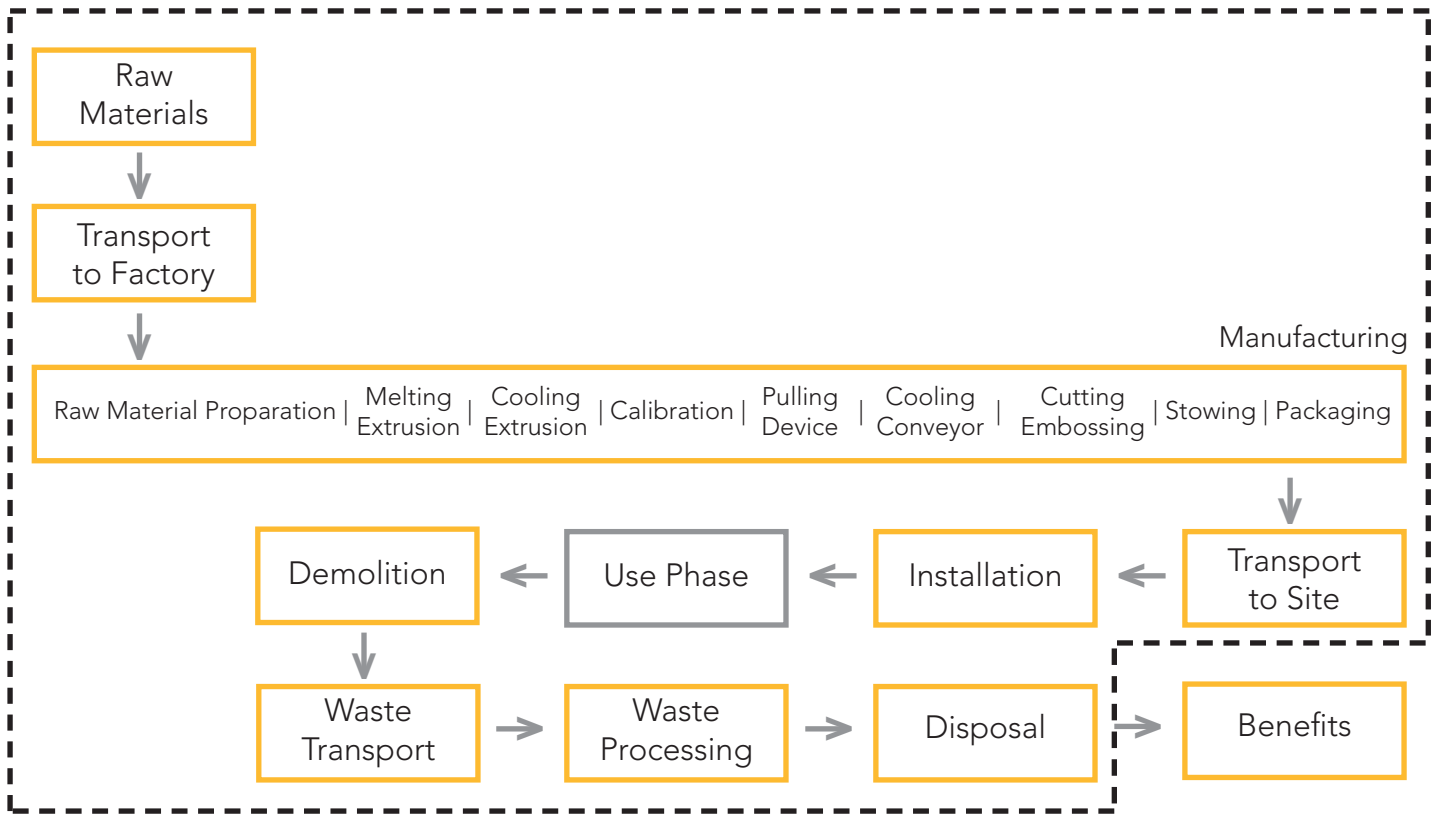 Raw
Materials
Transport
to Factory
Manufacturing
Raw Material Proparation | Melting Extrusion | Cooling Extrusion | Calibration | Pulling Device | Cooling Conveyor | Cutting Embossing | Stowing | Packaging
Transport
to Site
Installation
Use Phase
Demolition
Waste
Transport
Waste
Processing
Disposal
Benefits